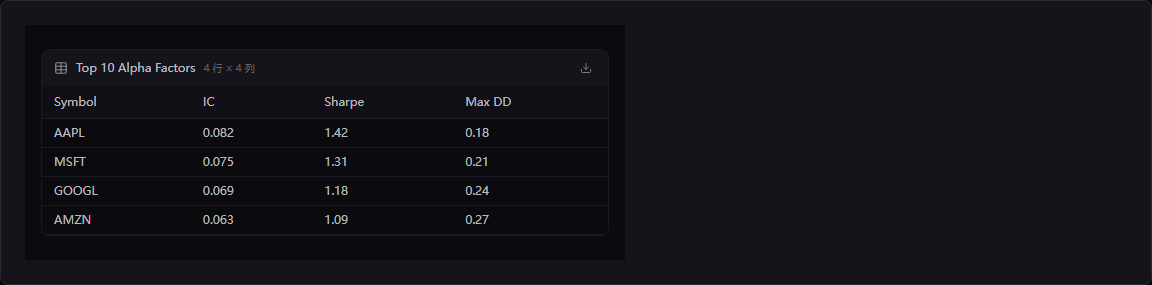 Top 10 Alpha Factors 4 行 × 4 列
Symbol IC Sharpe Max DD
AAPL 0.082 1.42 0.18
MSFT 0.075 1.31 0.21
GOOGL 0.069 1.18 0.24
AMZN 0.063 1.09 0.27